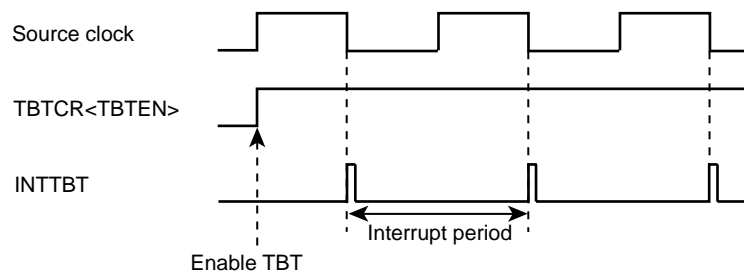 Source clock
TBTCR<TBTEN>
INTTBT
Interrupt period
Enable TBT